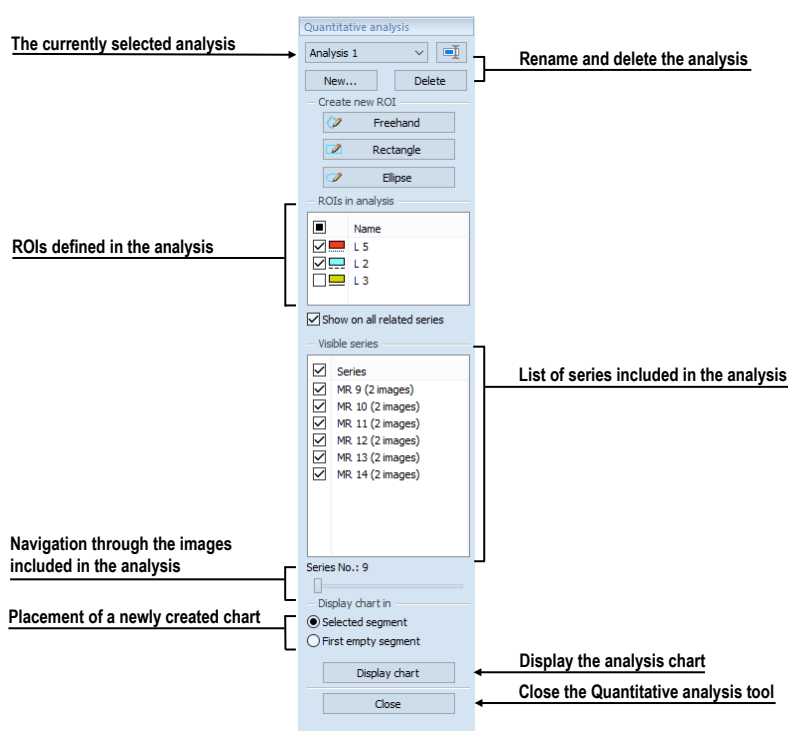 Quantitative analysis
The currently selected analysis
Analysis 1
Rename and delete the analysis
New...
Delete
Create new ROI
Freehand
Rectangle
Ellipse
ROIs in analysis
Name
ROIs defined in the analysis
L 5
L 2
L 3
Show on all related series
Visible series
Series
List of series included in the analysis
MR 9 (2 images)
MR 10 (2 images)
MR 11 (2 images)
MR 12 (2 images)
MR 13 (2 images)
MR 14 (2 images)
Navigation through the images
included in the analysis
Series No.: 9
Display chart in
Placement of a newly created chart
Selected segment
First empty segment
Display chart
Display the analysis chart
Close
Close the Quantitative analysis tool